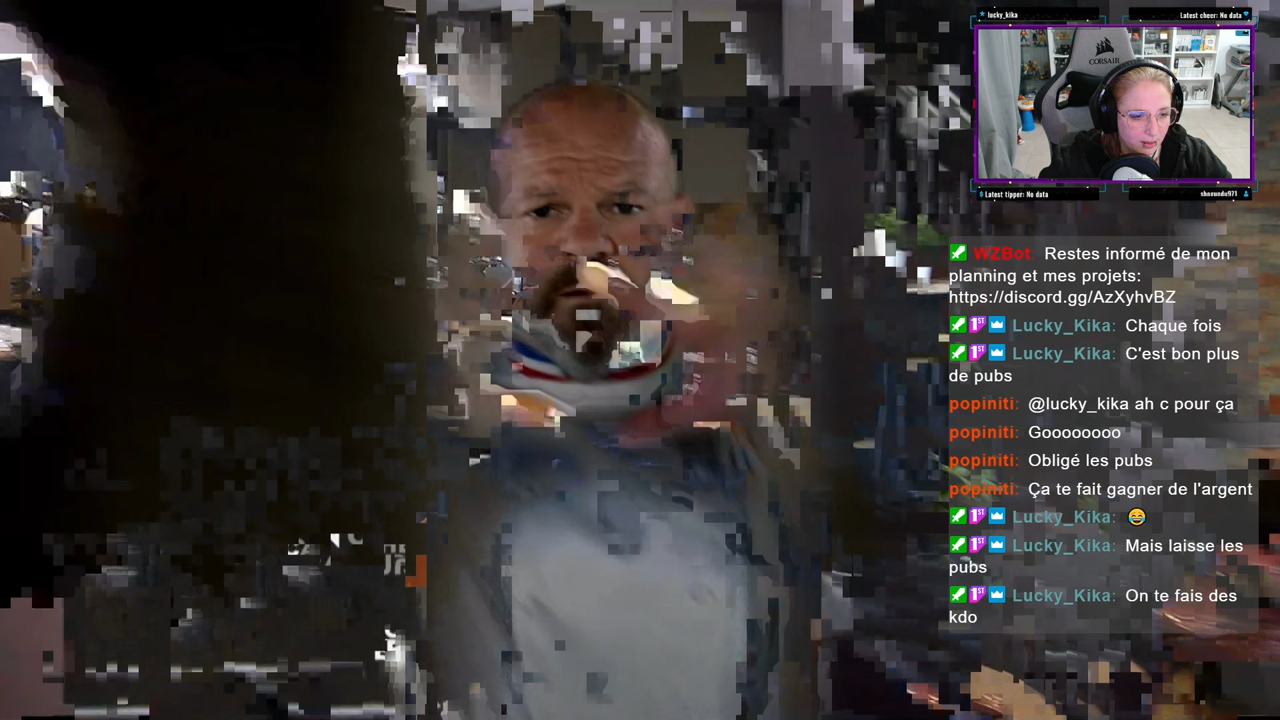 lucky_kika
Latest cheer: No data
CORSAIR
Latest tipper: No data
WZBot: Restes informé de mon
planning et mes projets:
https://discord.gg/AzXyhvBZ
Lucky_Kika: Chaque fois
Lucky_Kika: C'est bon plus
de pubs
popiniti: @lucky_kika ah c pour ça
popiniti: Goooooooo
popiniti: Obligé les pubs
popiniti: Ça te fait gagner de l'argent
Lucky_Kika: 😂
Lucky_Kika: Mais laisse les
pubs
Lucky_Kika: On te fais des
kdo